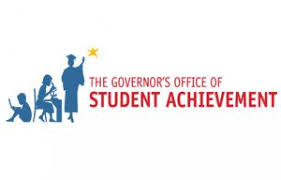 THE GOVERNOR'S OFFICE OF
STUDENT ACHIEVEMENT